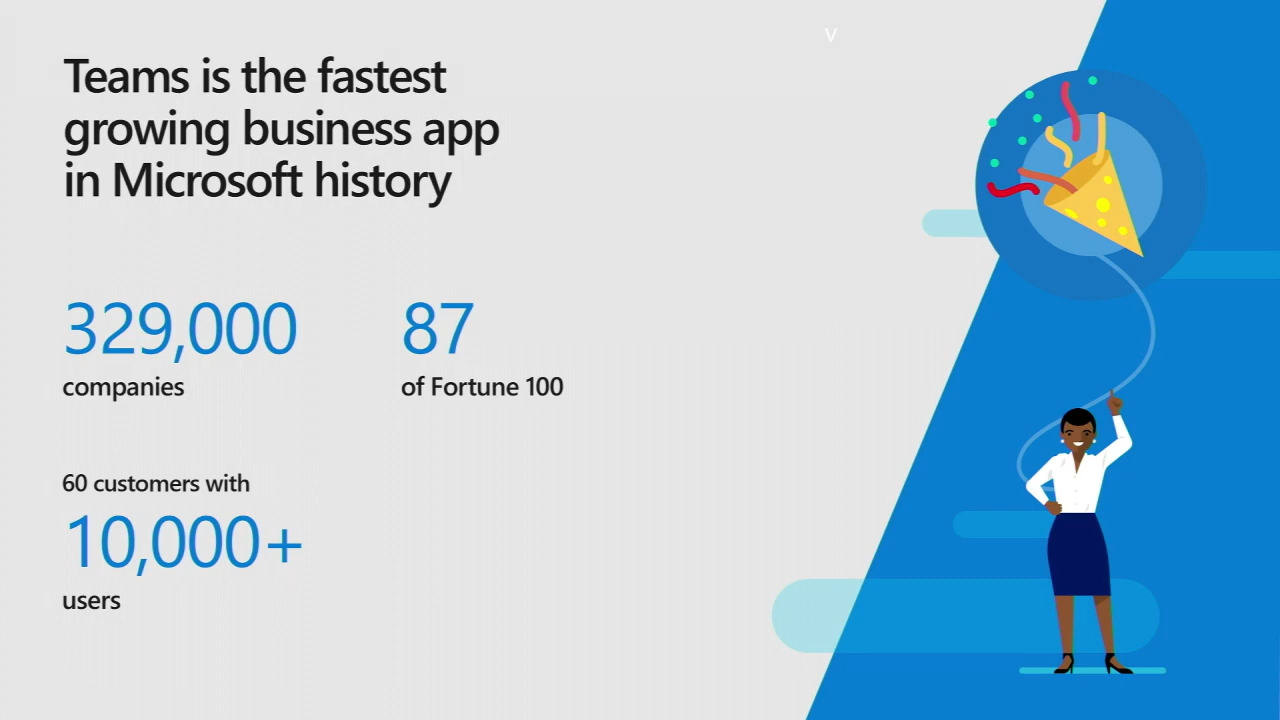 v
Teams is the fastest
growing business app
in Microsoft history
329,000
companies
87
of Fortune 100
60 customers with
10,000+
users